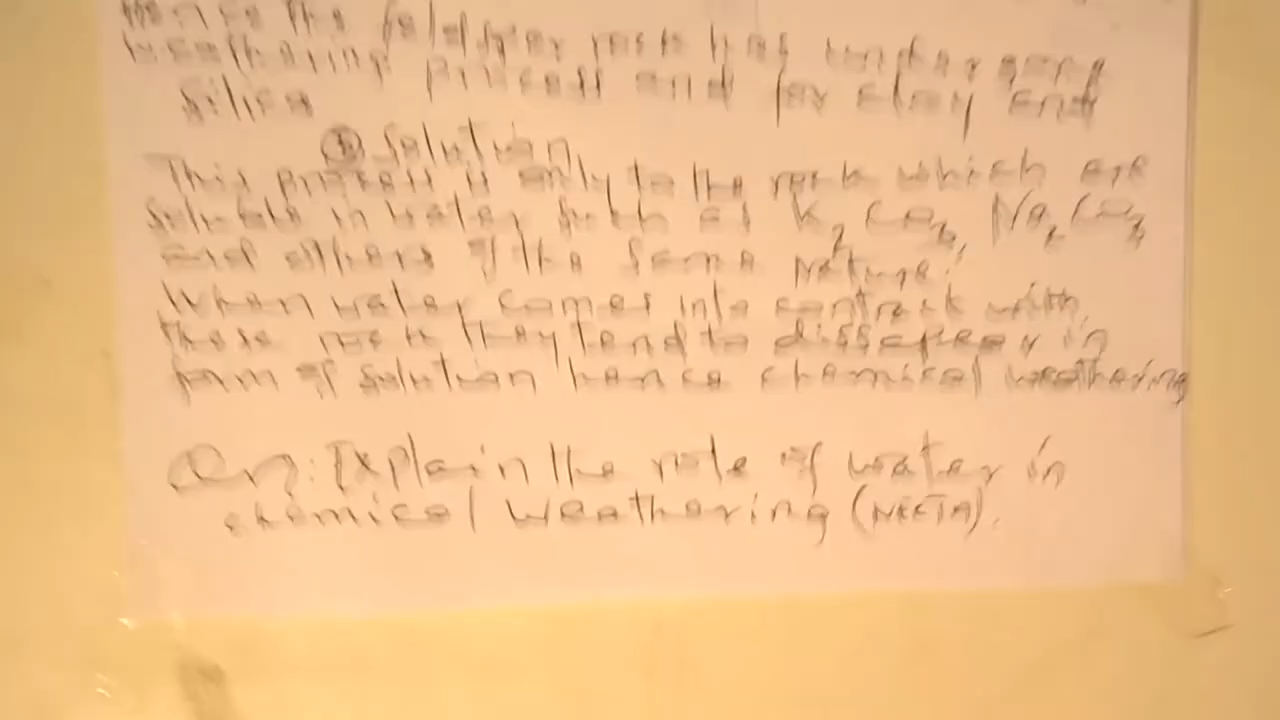 Hence the feldspar rock has undergone
weathering process and for clay and
silica
③ Solution
This process is only to the rock which are
soluble in water such as K2CO3, Na2CO3
and others of the same Nature.
When water comes into contact with
these rock they tend to dissapear in
form of solution hence chemical weathering
Qn: Explain the role of water in
chemical weathering (NECTA).